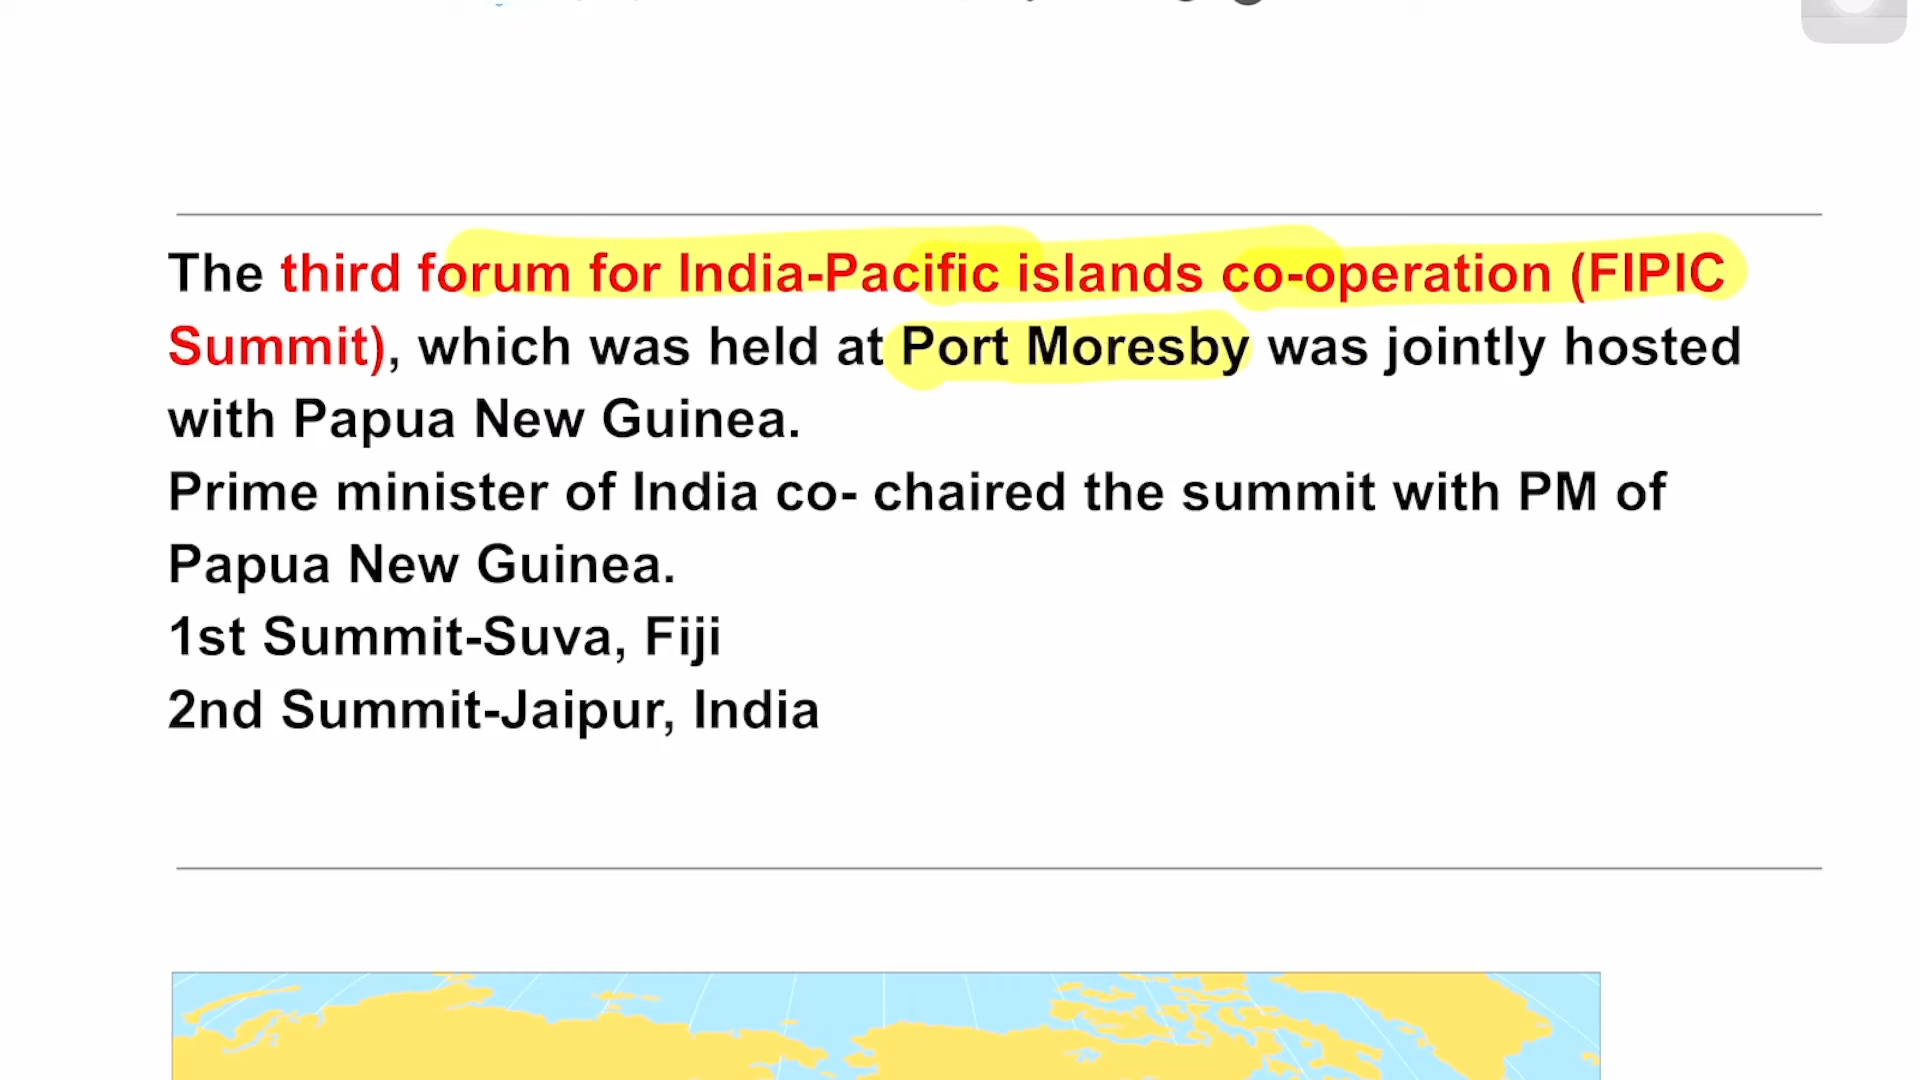 The third forum for India-Pacific islands co-operation (FIPIC
Summit), which was held at Port Moresby was jointly hosted
with Papua New Guinea.
Prime minister of India co- chaired the summit with PM of
Papua New Guinea.
1st Summit-Suva, Fiji
2nd Summit-Jaipur, India